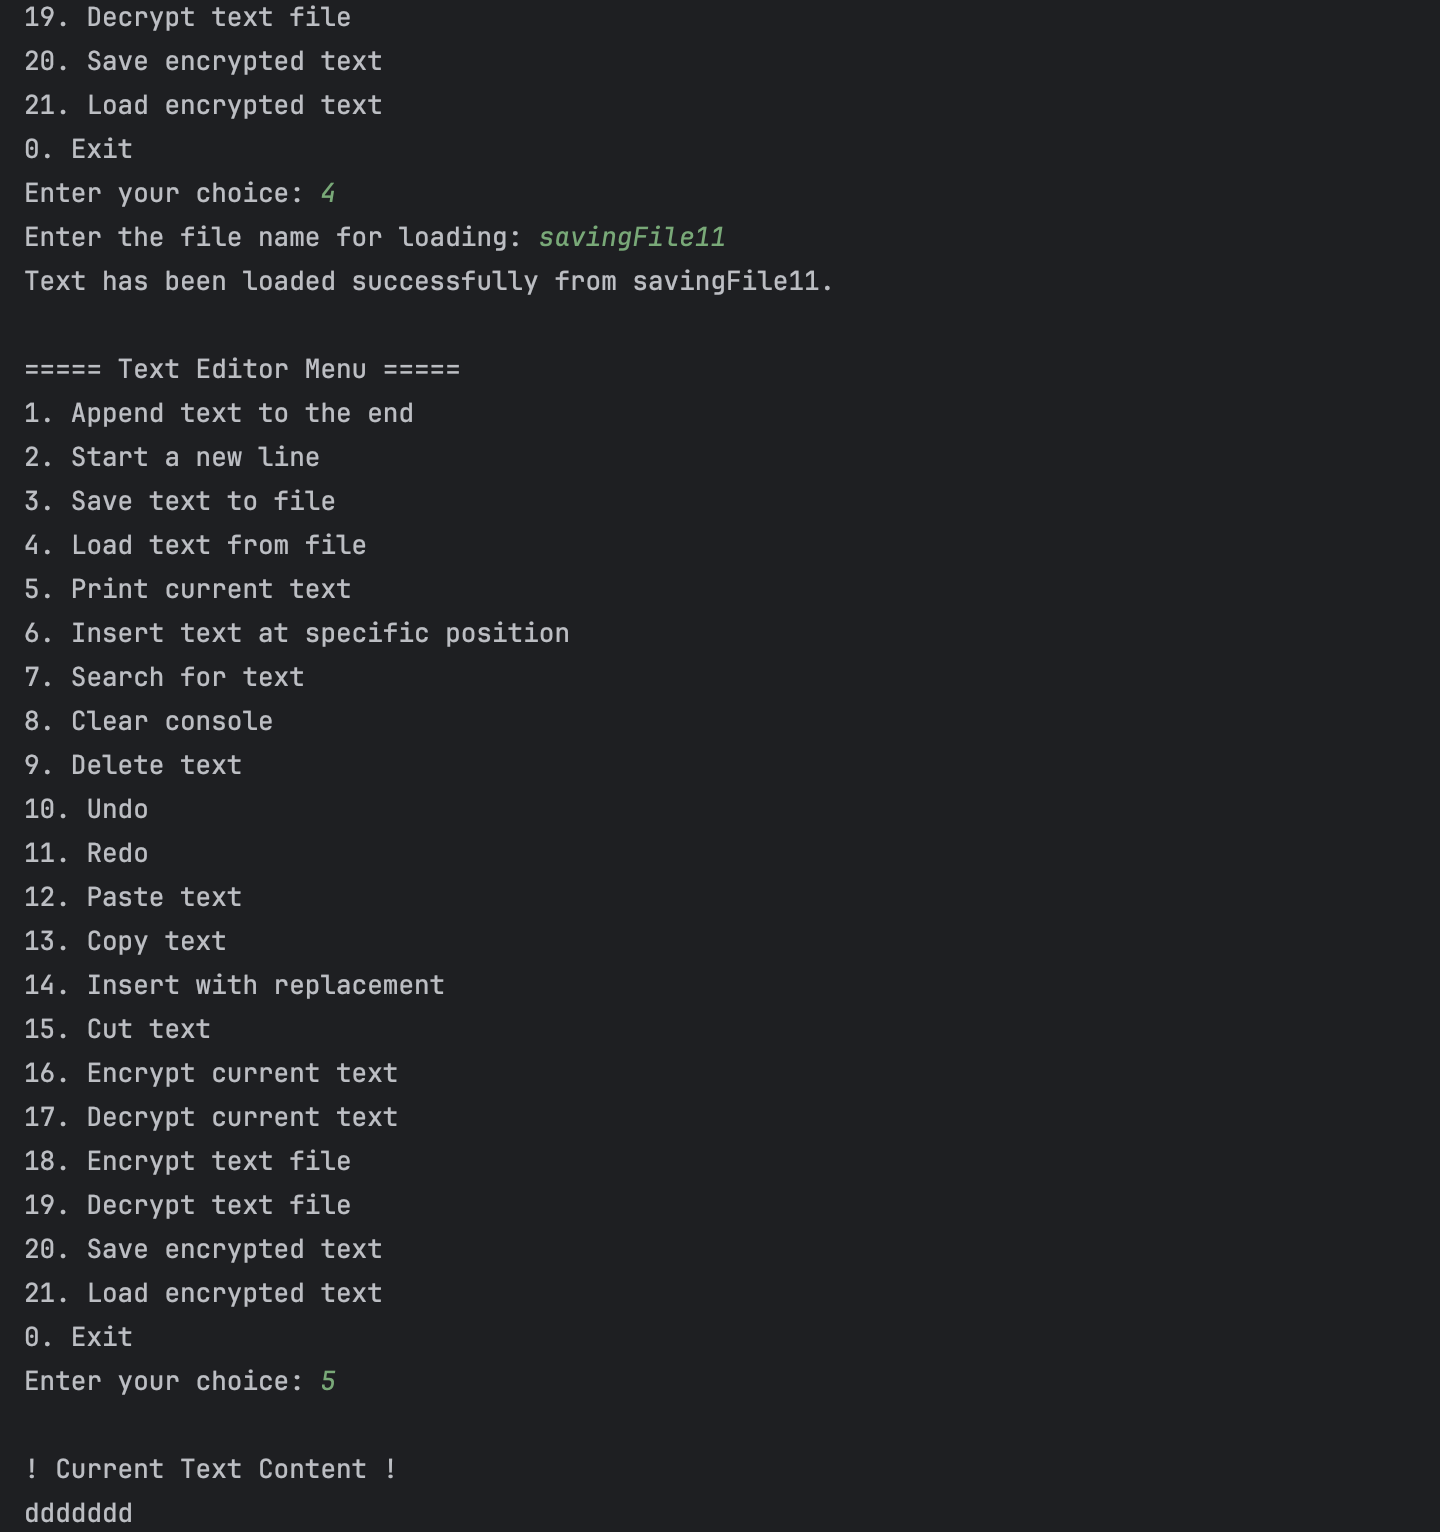 19. Decrypt text file
20. Save encrypted text
21. Load encrypted text
0. Exit
Enter your choice: 4
Enter the file name for loading: savingFile11
Text has been loaded successfully from savingFile11.
===== Text Editor Menu =====
1. Append text to the end
2. Start a new line
3. Save text to file
4. Load text from file
5. Print current text
6. Insert text at specific position
7. Search for text
8. Clear console
9. Delete text
10. Undo
11. Redo
12. Paste text
13. Copy text
14. Insert with replacement
15. Cut text
16. Encrypt current text
17. Decrypt current text
18. Encrypt text file
19. Decrypt text file
20. Save encrypted text
21. Load encrypted text
0. Exit
Enter your choice: 5
! Current Text Content !
ddddddd